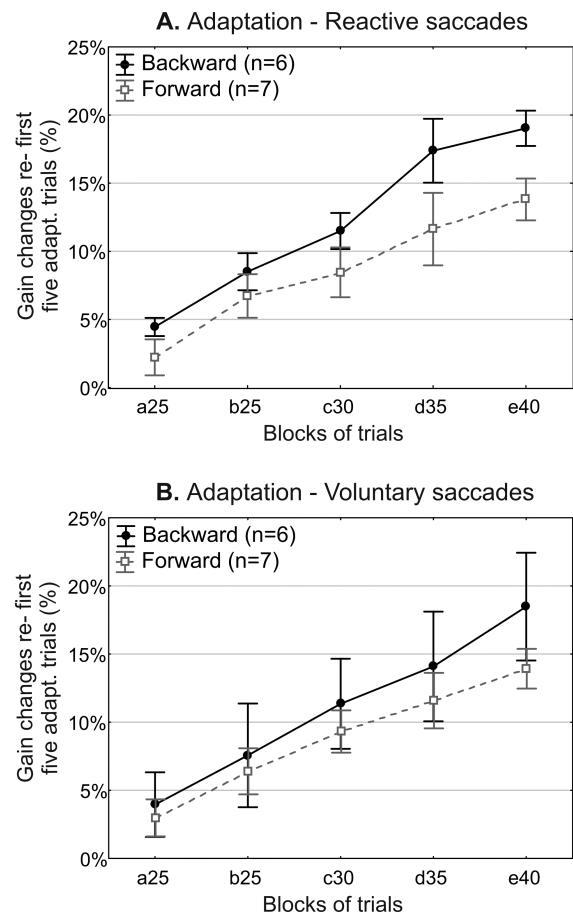 A. Adaptation - Reactive saccades
25%
20%
15%
10%
5%
0%
Gain changes re- first
five adapt. trials (%)
Backward (n=6)
Forward (n=7)
a25 b25 c30 d35 e40
Blocks of trials
B. Adaptation - Voluntary saccades
25%
20%
15%
10%
5%
0%
Gain changes re- first
five adapt. trials (%)
Backward (n=6)
Forward (n=7)
a25 b25 c30 d35 e40
Blocks of trials